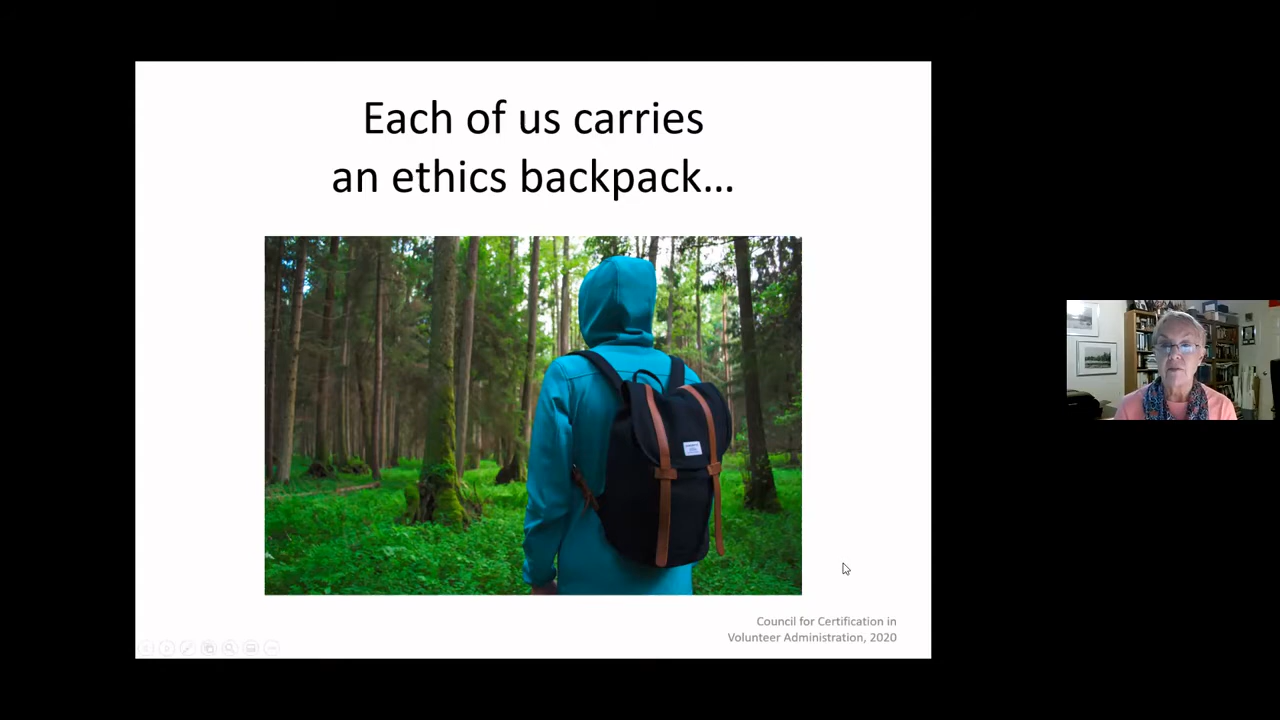 Each of us carries
an ethics backpack...
Council for Certification in
Volunteer Administration, 2020